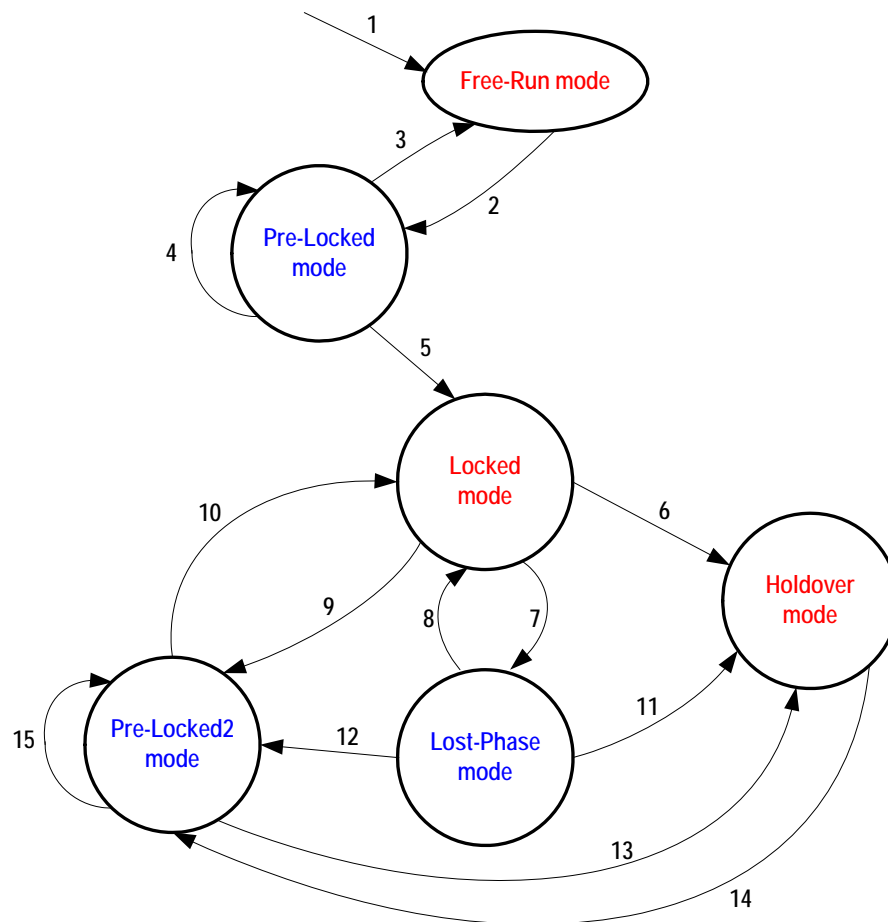 1
Free-Run mode
3
2
Pre-Locked
mode
4
5
Locked
mode
10
6
Holdover
mode
9
8
7
11
Pre-Locked2
mode
15
12
Lost-Phase
mode
13
14